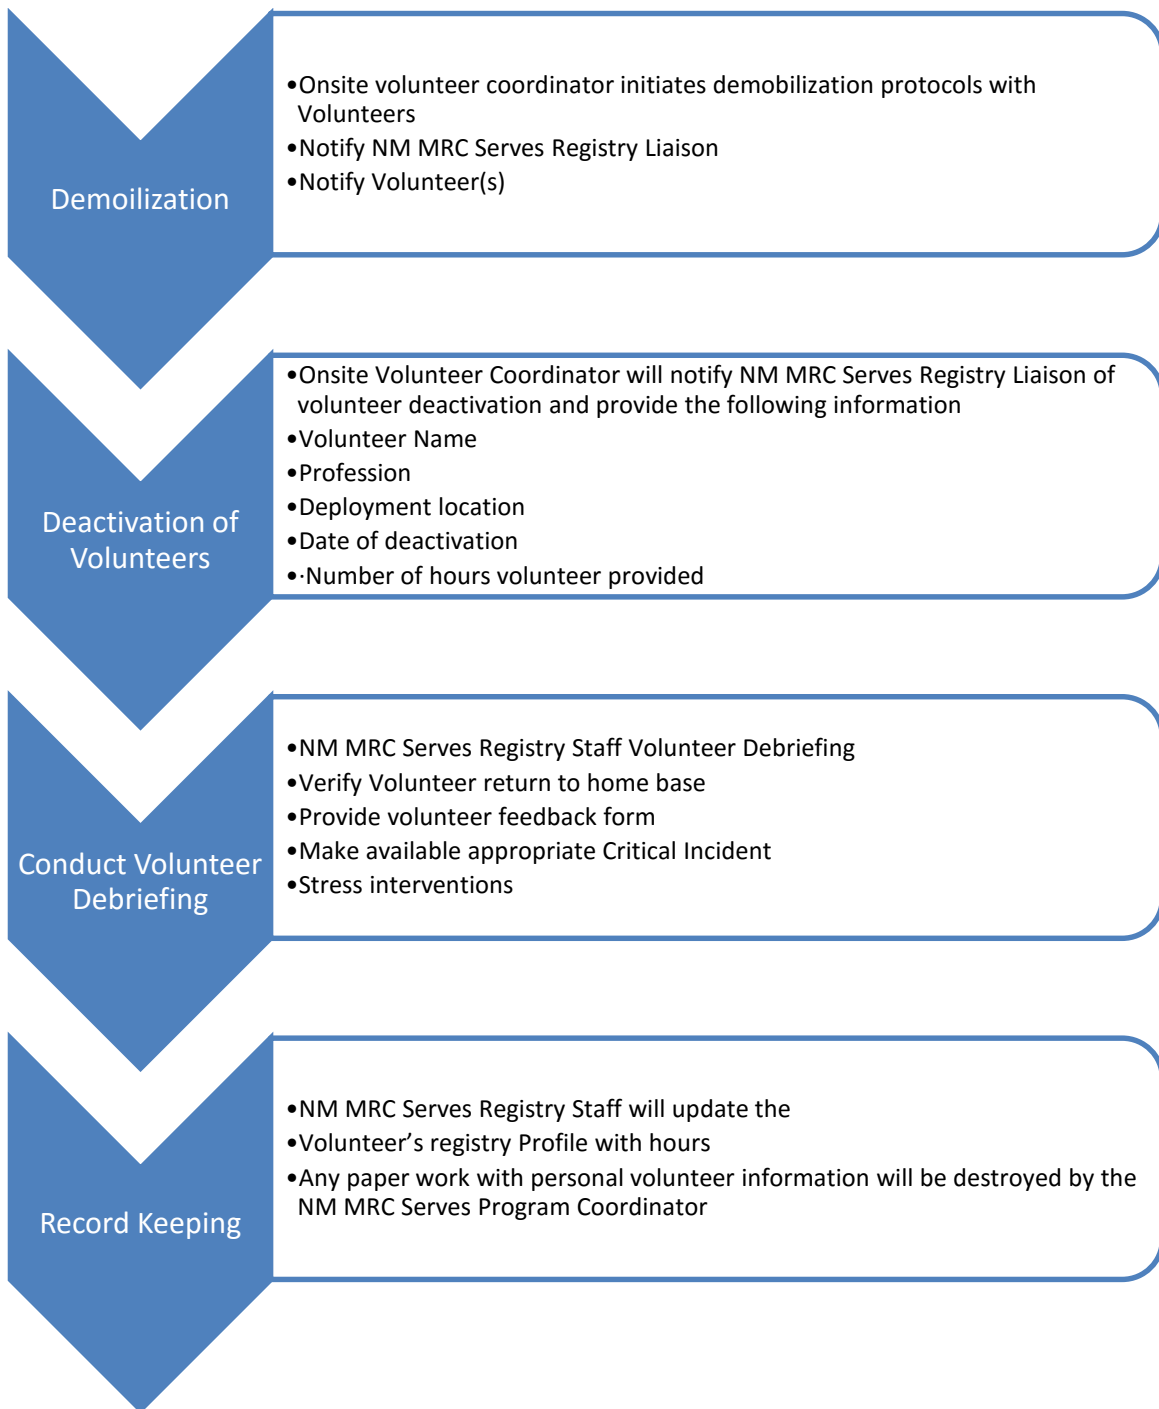 Demoilization
•Onsite volunteer coordinator initiates demobilization protocols with
Volunteers
•Notify NM MRC Serves Registry Liaison
•Notify Volunteer(s)
Deactivation of
Volunteers
•Onsite Volunteer Coordinator will notify NM MRC Serves Registry Liaison of
volunteer deactivation and provide the following information
•Volunteer Name
•Profession
•Deployment location
•Date of deactivation
•·Number of hours volunteer provided
Conduct Volunteer
Debriefing
•NM MRC Serves Registry Staff Volunteer Debriefing
•Verify Volunteer return to home base
•Provide volunteer feedback form
•Make available appropriate Critical Incident
•Stress interventions
Record Keeping
•NM MRC Serves Registry Staff will update the
•Volunteer’s registry Profile with hours
•Any paper work with personal volunteer information will be destroyed by the
NM MRC Serves Program Coordinator